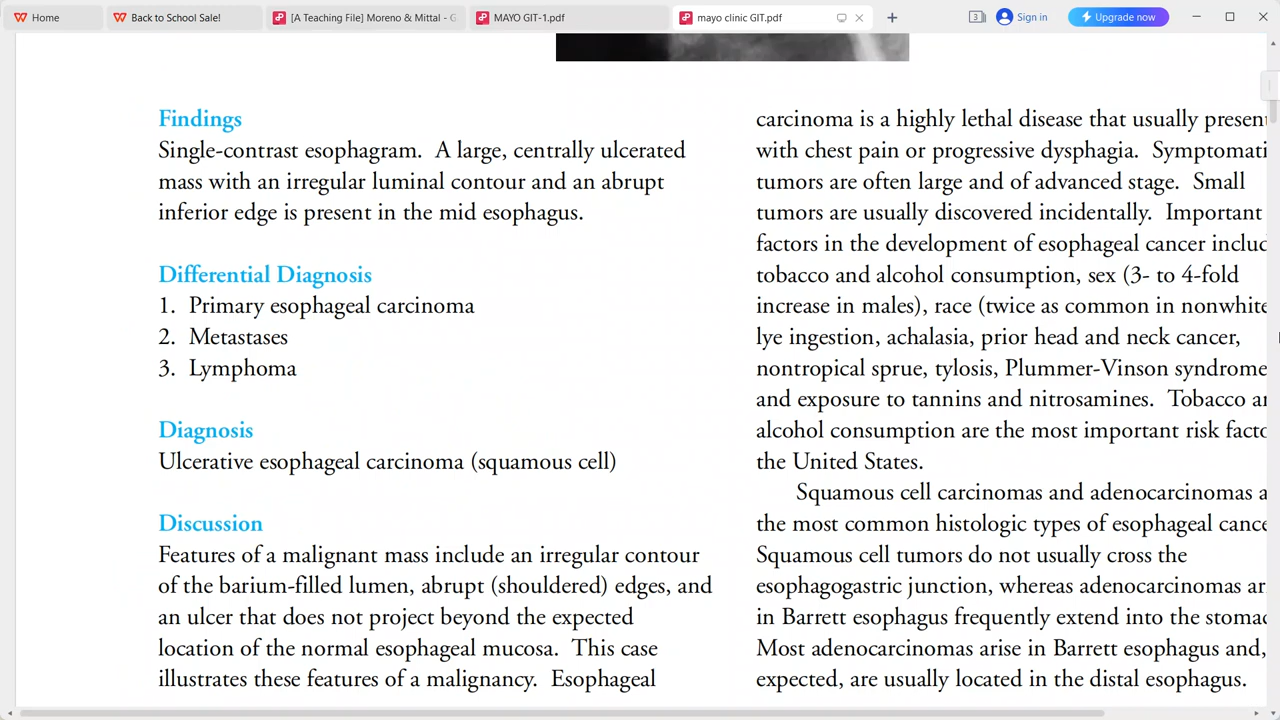 Home
Back to School Sale!
[A Teaching File] Moreno & Mittal - G
MAYO GIT-1.pdf
mayo clinic GIT.pdf
3
Sign in
Upgrade now
Findings
Single-contrast esophagram. A large, centrally ulcerated
mass with an irregular luminal contour and an abrupt
inferior edge is present in the mid esophagus.
Differential Diagnosis
1. Primary esophageal carcinoma
2. Metastases
3. Lymphoma
Diagnosis
Ulcerative esophageal carcinoma (squamous cell)
Discussion
Features of a malignant mass include an irregular contour
of the barium-filled lumen, abrupt (shouldered) edges, and
an ulcer that does not project beyond the expected
location of the normal esophageal mucosa. This case
illustrates these features of a malignancy. Esophageal
carcinoma is a highly lethal disease that usually present
with chest pain or progressive dysphagia. Symptomati
tumors are often large and of advanced stage. Small
tumors are usually discovered incidentally. Important
factors in the development of esophageal cancer includ
tobacco and alcohol consumption, sex (3- to 4-fold
increase in males), race (twice as common in nonwhite
lye ingestion, achalasia, prior head and neck cancer,
nontropical sprue, tylosis, Plummer-Vinson syndrome
and exposure to tannins and nitrosamines. Tobacco an
alcohol consumption are the most important risk facto
the United States.
Squamous cell carcinomas and adenocarcinomas a
the most common histologic types of esophageal cance
Squamous cell tumors do not usually cross the
esophagogastric junction, whereas adenocarcinomas ar
in Barrett esophagus frequently extend into the stomac
Most adenocarcinomas arise in Barrett esophagus and,
expected, are usually located in the distal esophagus.